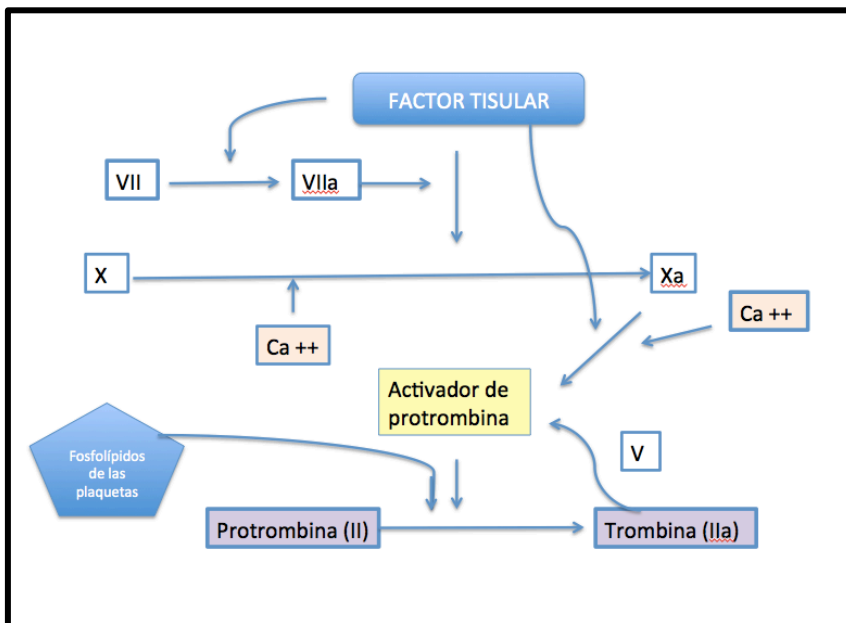 FACTOR TISULAR
VII
VIIa
X
Xa
Ca ++
Ca ++
Activador de
protrombina
V
Fosfolípidos
de las
plaquetas
Protrombina (II)
Trombina (IIa)